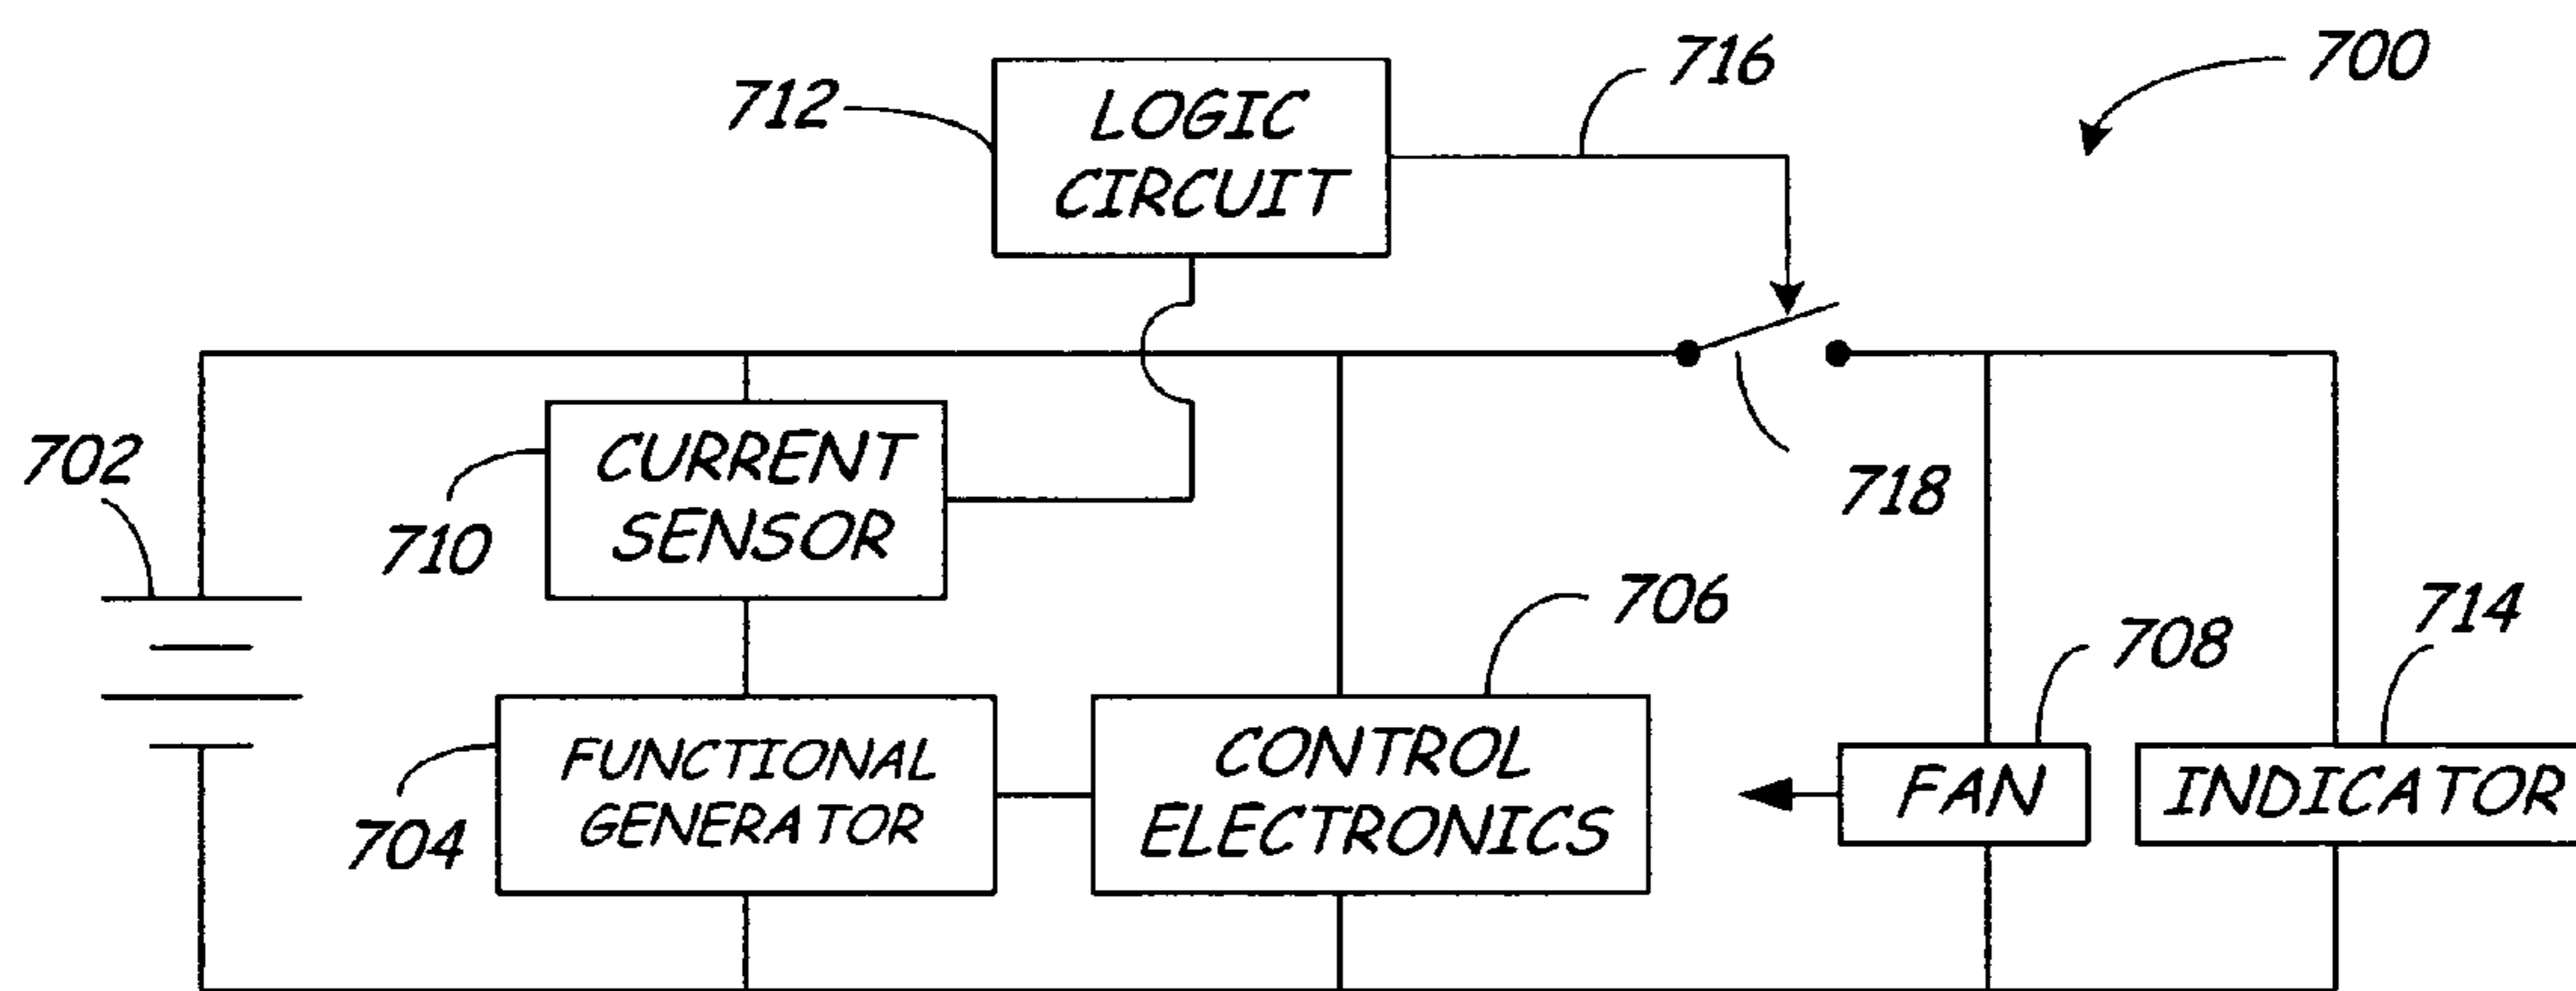 700
716
712
LOGIC
CIRCUIT
702
CURRENT
SENSOR
710
718
706
714
708
FUNCTIONAL
GENERATOR
704
CONTROL
ELECTRONICS
FAN
INDICATOR